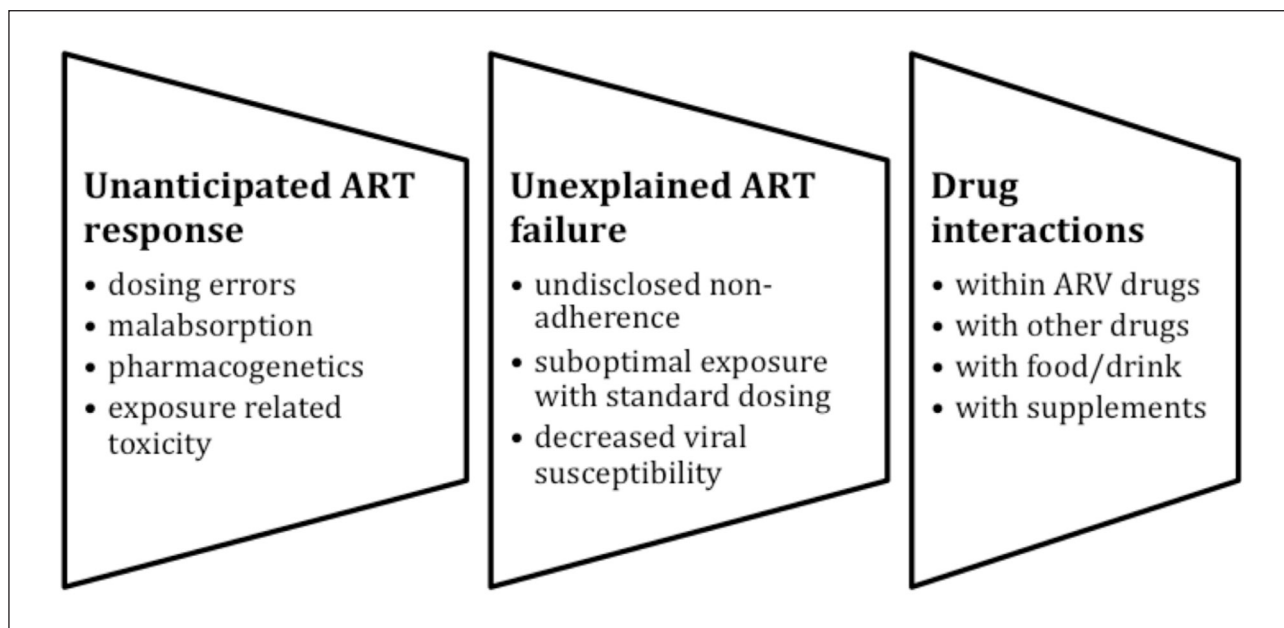 Unanticipated ART
response
• dosing errors
• malabsorption
• pharmacogenetics
• exposure related
toxicity
Unexplained ART
failure
• undisclosed non-
adherence
• suboptimal exposure
with standard dosing
• decreased viral
susceptibility
Drug
interactions
• within ARV drugs
• with other drugs
• with food/drink
• with supplements